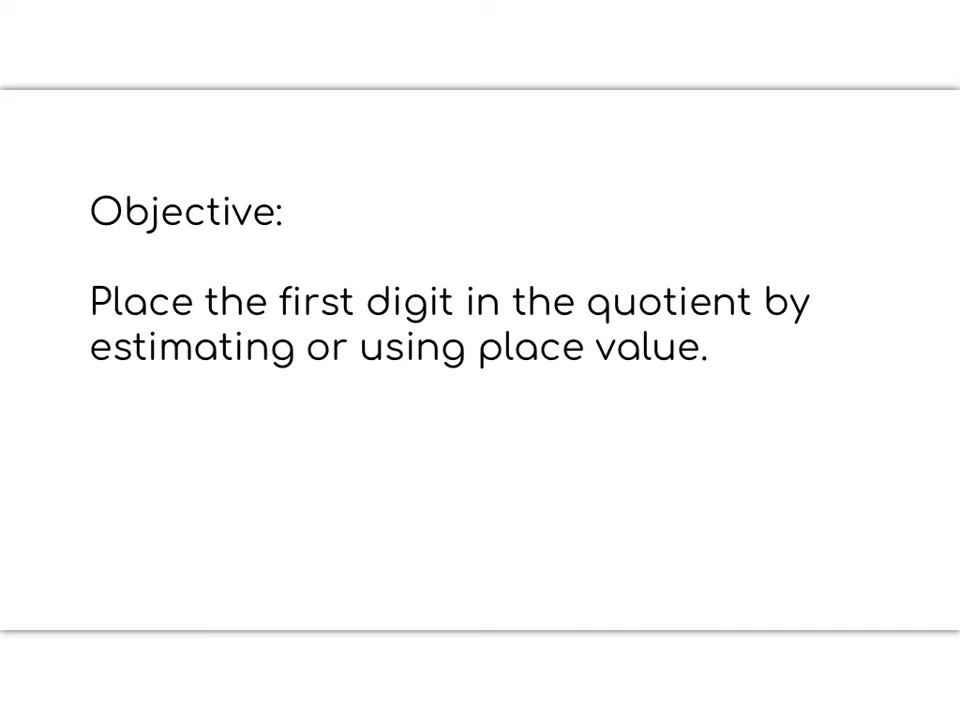 Objective:
Place the first digit in the quotient by
estimating or using place value.